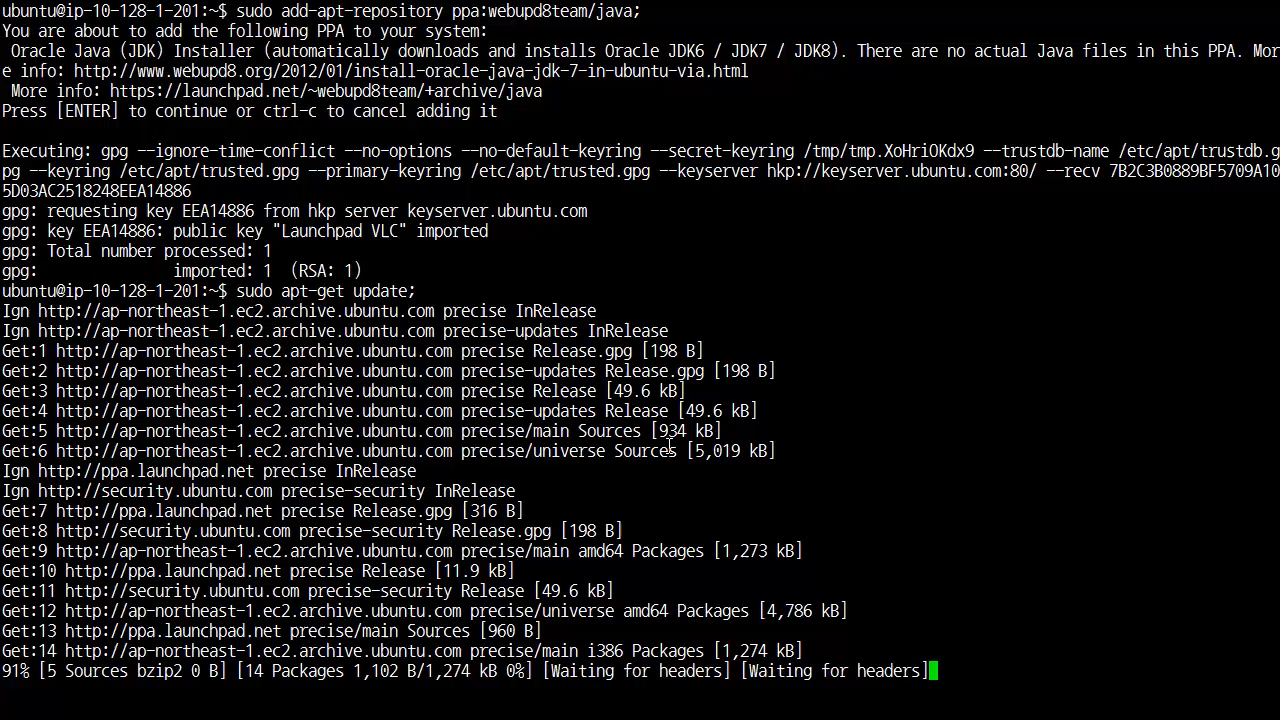 ubuntu@ip-10-128-1-201:~$ sudo add-apt-repository ppa:webupd8team/java;
You are about to add the following PPA to your system:
 Oracle Java (JDK) Installer (automatically downloads and installs Oracle JDK6 / JDK7 / JDK8). There are no actual Java files in this PPA. Mor
e info: http://www.webupd8.org/2012/01/install-oracle-java-jdk-7-in-ubuntu-via.html
 More info: https://launchpad.net/~webupd8team/+archive/java
Press [ENTER] to continue or ctrl-c to cancel adding it

Executing: gpg --ignore-time-conflict --no-options --no-default-keyring --secret-keyring /tmp/tmp.XoHriOKdx9 --trustdb-name /etc/apt/trustdb.g
pg --keyring /etc/apt/trusted.gpg --primary-keyring /etc/apt/trusted.gpg --keyserver hkp://keyserver.ubuntu.com:80/ --recv 7B2C3B0889BF5709A10
5D03AC2518248EEA14886
gpg: requesting key EEA14886 from hkp server keyserver.ubuntu.com
gpg: key EEA14886: public key "Launchpad VLC" imported
gpg: Total number processed: 1
gpg:               imported: 1  (RSA: 1)
ubuntu@ip-10-128-1-201:~$ sudo apt-get update;
Ign http://ap-northeast-1.ec2.archive.ubuntu.com precise InRelease
Ign http://ap-northeast-1.ec2.archive.ubuntu.com precise-updates InRelease
Get:1 http://ap-northeast-1.ec2.archive.ubuntu.com precise Release.gpg [198 B]
Get:2 http://ap-northeast-1.ec2.archive.ubuntu.com precise-updates Release.gpg [198 B]
Get:3 http://ap-northeast-1.ec2.archive.ubuntu.com precise Release [49.6 kB]
Get:4 http://ap-northeast-1.ec2.archive.ubuntu.com precise-updates Release [49.6 kB]
Get:5 http://ap-northeast-1.ec2.archive.ubuntu.com precise/main Sources [934 kB]
Get:6 http://ap-northeast-1.ec2.archive.ubuntu.com precise/universe Sources [5,019 kB]
Ign http://ppa.launchpad.net precise InRelease
Ign http://security.ubuntu.com precise-security InRelease
Get:7 http://ppa.launchpad.net precise Release.gpg [316 B]
Get:8 http://security.ubuntu.com precise-security Release.gpg [198 B]
Get:9 http://ap-northeast-1.ec2.archive.ubuntu.com precise/main amd64 Packages [1,273 kB]
Get:10 http://ppa.launchpad.net precise Release [11.9 kB]
Get:11 http://security.ubuntu.com precise-security Release [49.6 kB]
Get:12 http://ap-northeast-1.ec2.archive.ubuntu.com precise/universe amd64 Packages [4,786 kB]
Get:13 http://ppa.launchpad.net precise/main Sources [960 B]
Get:14 http://ap-northeast-1.ec2.archive.ubuntu.com precise/main i386 Packages [1,274 kB]
91% [5 Sources bzip2 0 B] [14 Packages 1,102 B/1,274 kB 0%] [Waiting for headers] [Waiting for headers]